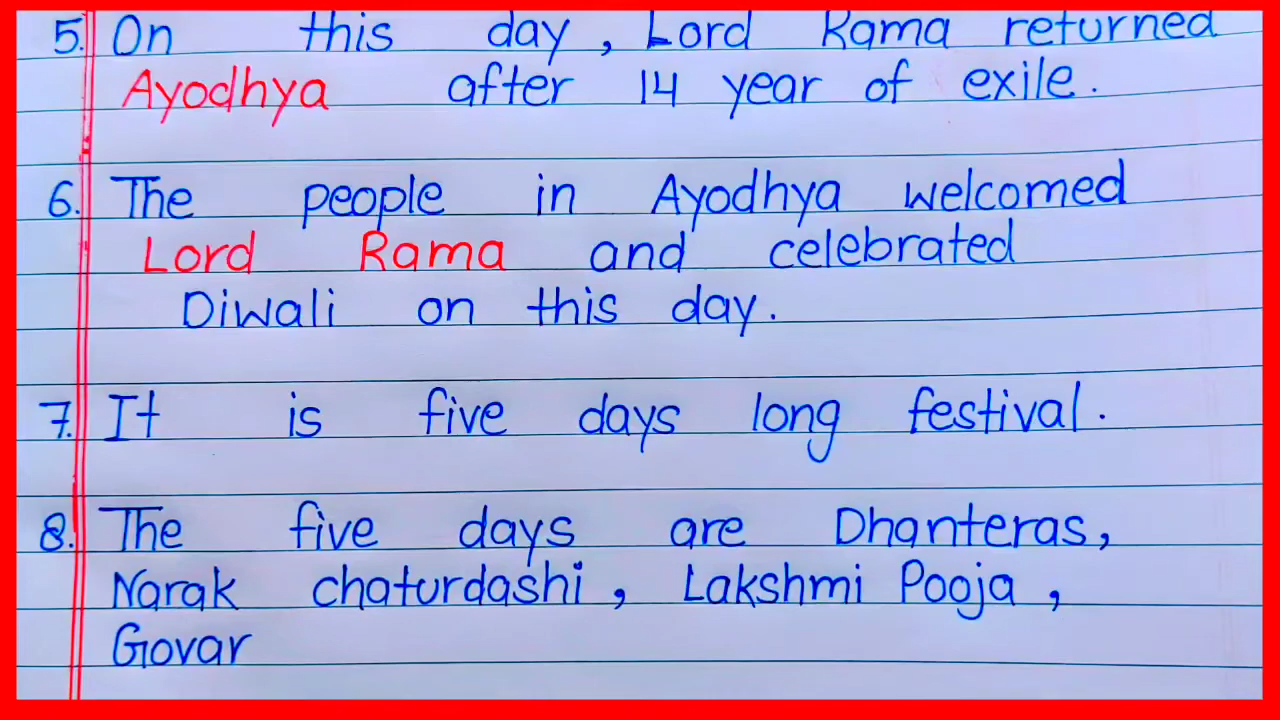 5. On this day, Lord Rama returned
Ayodhya after 14 year of exile.
6. The people in Ayodhya welcomed
Lord Rama and celebrated
Diwali on this day.
7. It is five days long festival.
8. The five days are Dhanteras,
Narak chaturdashi, Lakshmi Pooja,
Govar